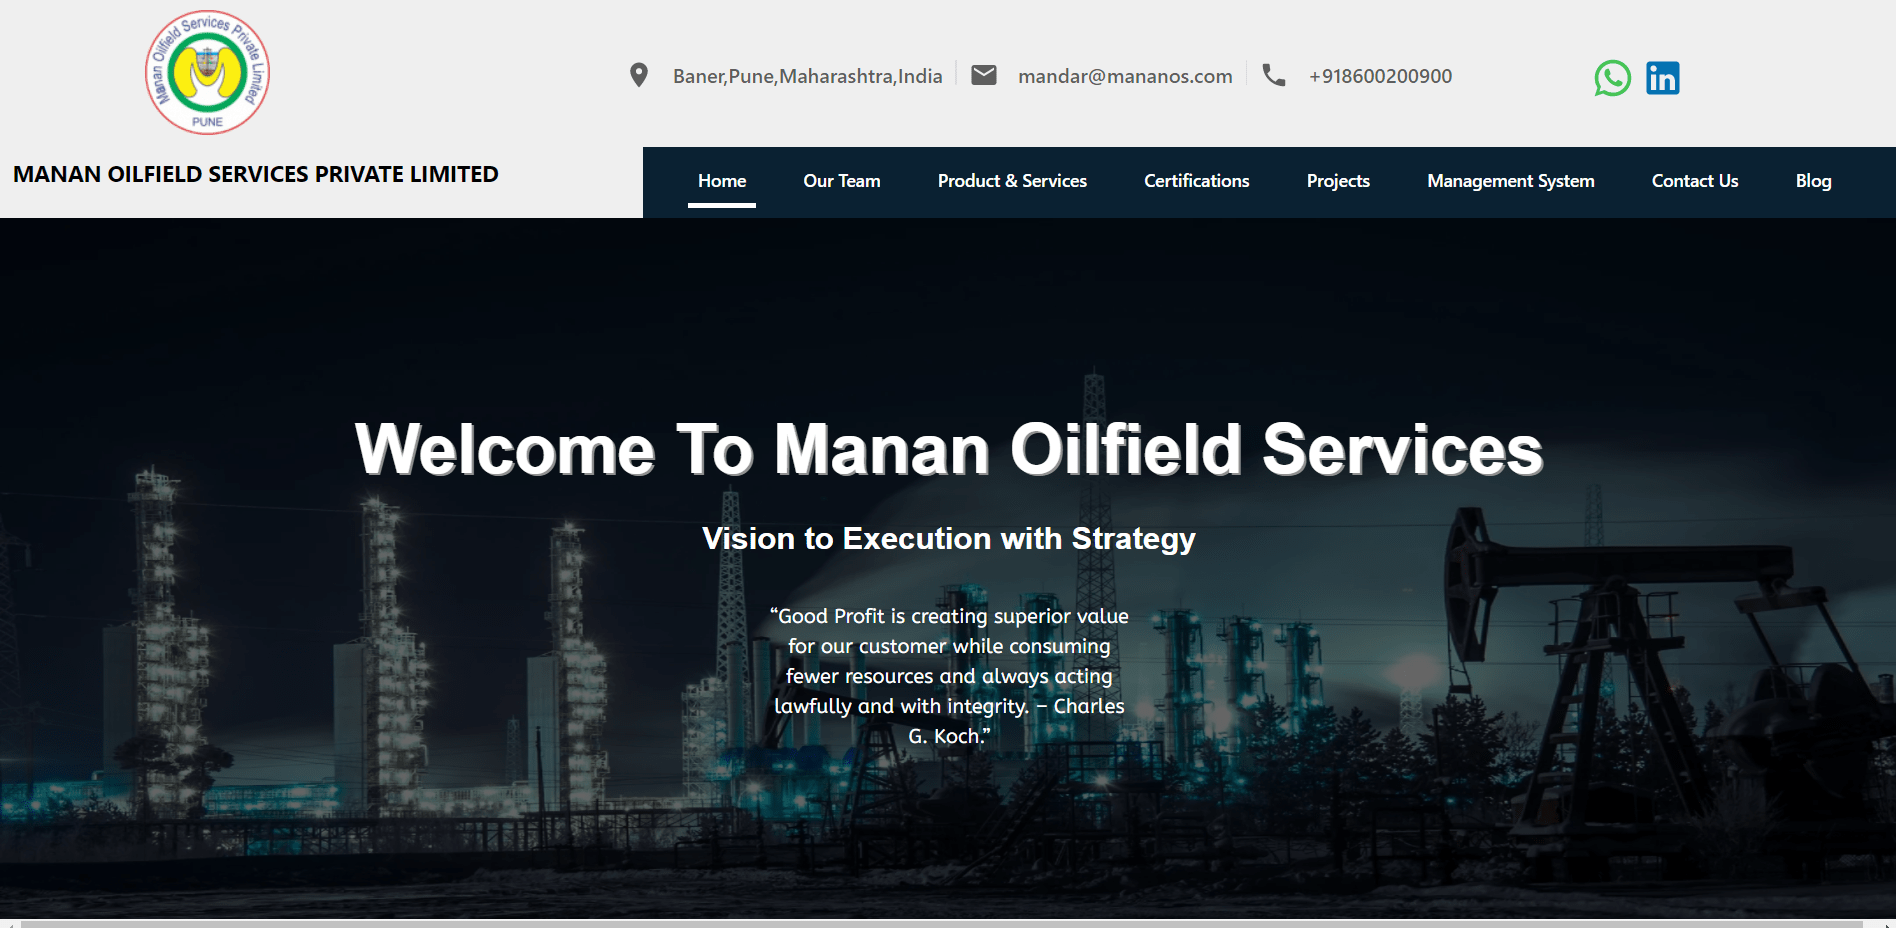 Manan Oilfield Services Private Limited
PUNE
Baner,Pune,Maharashtra,India
mandar@mananos.com
+918600200900
MANAN OILFIELD SERVICES PRIVATE LIMITED
Home
Our Team
Product & Services
Certifications
Projects
Management System
Contact Us
Blog
Welcome To Manan Oilfield Services
Vision to Execution with Strategy
“Good Profit is creating superior value
for our customer while consuming
fewer resources and always acting
lawfully and with integrity. – Charles
G. Koch.”